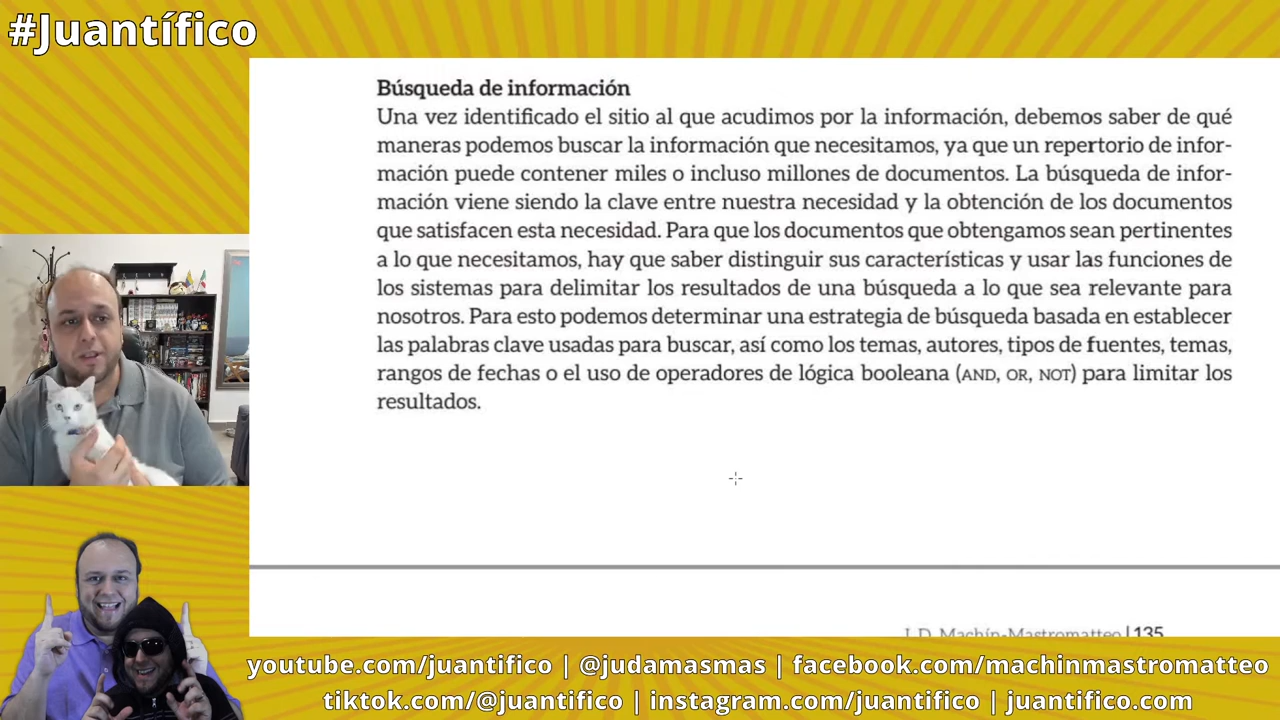 #Juantífico
Búsqueda de información
Una vez identificado el sitio al que acudimos por la información, debemos saber de qué
maneras podemos buscar la información que necesitamos, ya que un repertorio de infor-
mación puede contener miles o incluso millones de documentos. La búsqueda de infor-
mación viene siendo la clave entre nuestra necesidad y la obtención de los documentos
que satisfacen esta necesidad. Para que los documentos que obtengamos sean pertinentes
a lo que necesitamos, hay que saber distinguir sus características y usar las funciones de
los sistemas para delimitar los resultados de una búsqueda a lo que sea relevante para
nosotros. Para esto podemos determinar una estrategia de búsqueda basada en establecer
las palabras clave usadas para buscar, así como los temas, autores, tipos de fuentes, temas,
rangos de fechas o el uso de operadores de lógica booleana (AND, OR, NOT) para limitar los
resultados.
J. D. Machín-Mastromatteo | 135
youtube.com/juantifico | @judamasmas | facebook.com/machinmastromatteo
tiktok.com/@juantifico | instagram.com/juantifico | juantifico.com